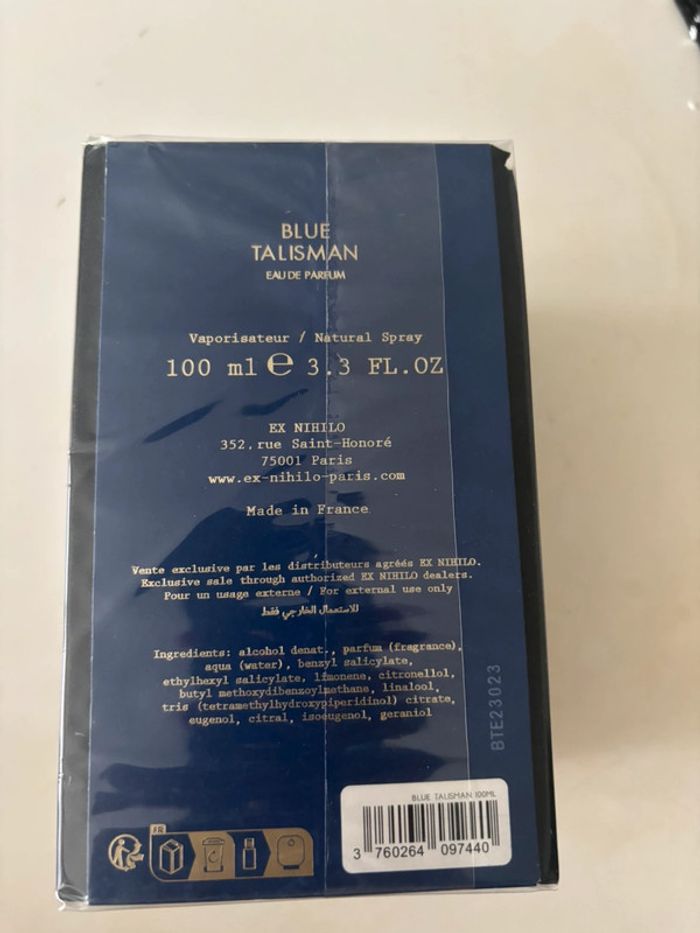 BLUE
TALISMAN
EAU DE PARFUM
Vaporisateur / Natural Spray
100 ml ℮ 3.3 FL.OZ
EX NIHILO
352, rue Saint-Honoré
75001 Paris
www.ex-nihilo-paris.com
Made in France
Vente exclusive par les distributeurs agréés EX NIHILO.
Exclusive sale through authorized EX NIHILO dealers.
Pour un usage externe / For external use only
للاستعمال الخارجي فقط
Ingredients: alcohol denat., parfum (fragrance),
aqua (water), benzyl salicylate,
ethylhexyl salicylate, limonene, citronellol,
butyl methoxydibenzoylmethane, linalool,
tris (tetramethylhydroxypiperidinol) citrate,
eugenol, citral, isoeugenol, geraniol
BTE23023
BLUE TALISMAN 100ML
3 760264 097440
FR